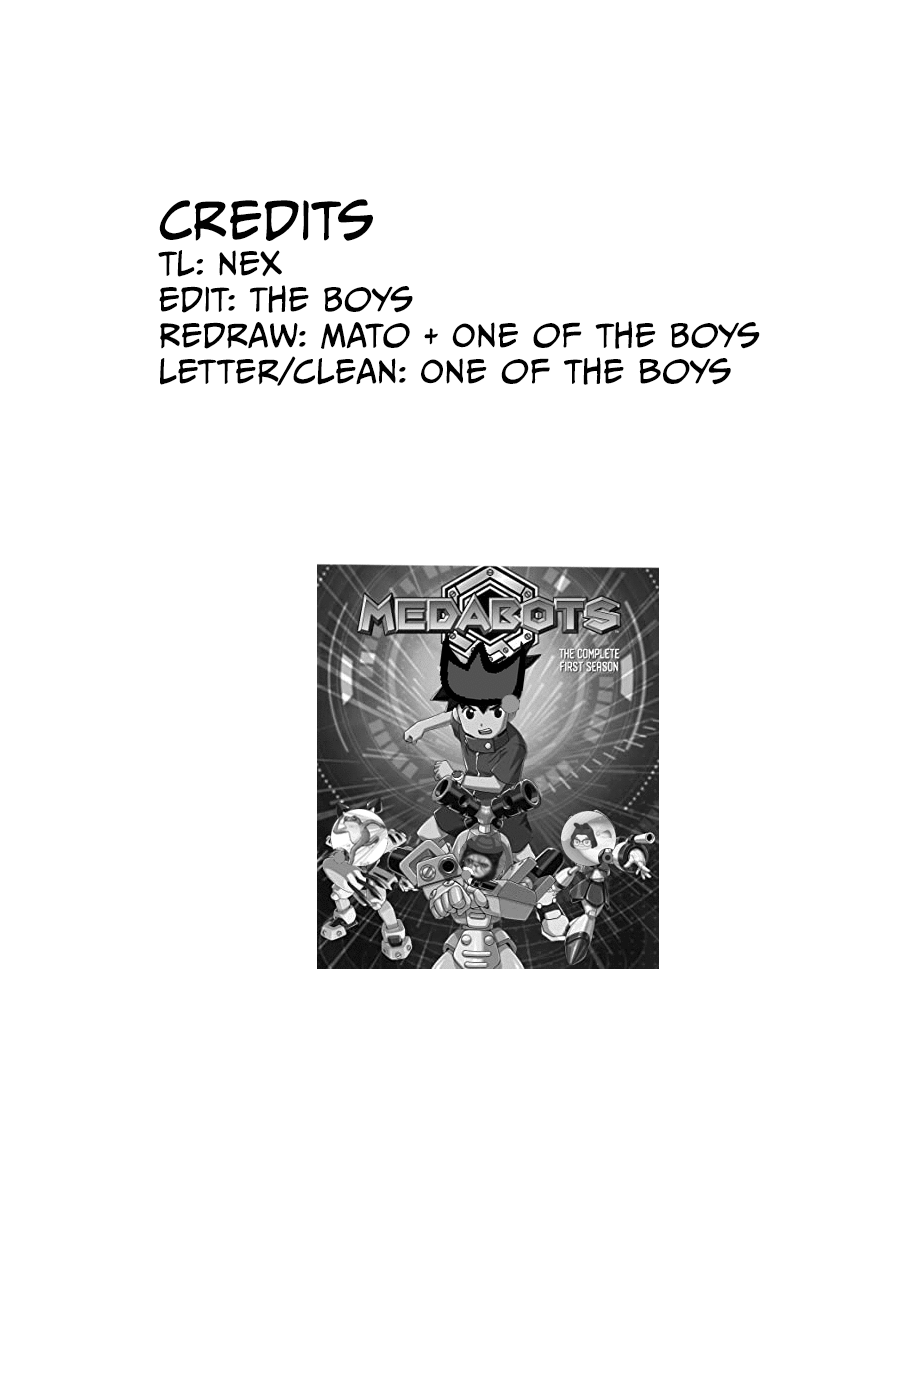 CREDITS
TL: NEX
EDIT: THE BOYS
REDRAW: MATO + ONE OF THE BOYS
LETTER/CLEAN: ONE OF THE BOYS
MEDABOTS
THE COMPLETE
FIRST SEASON